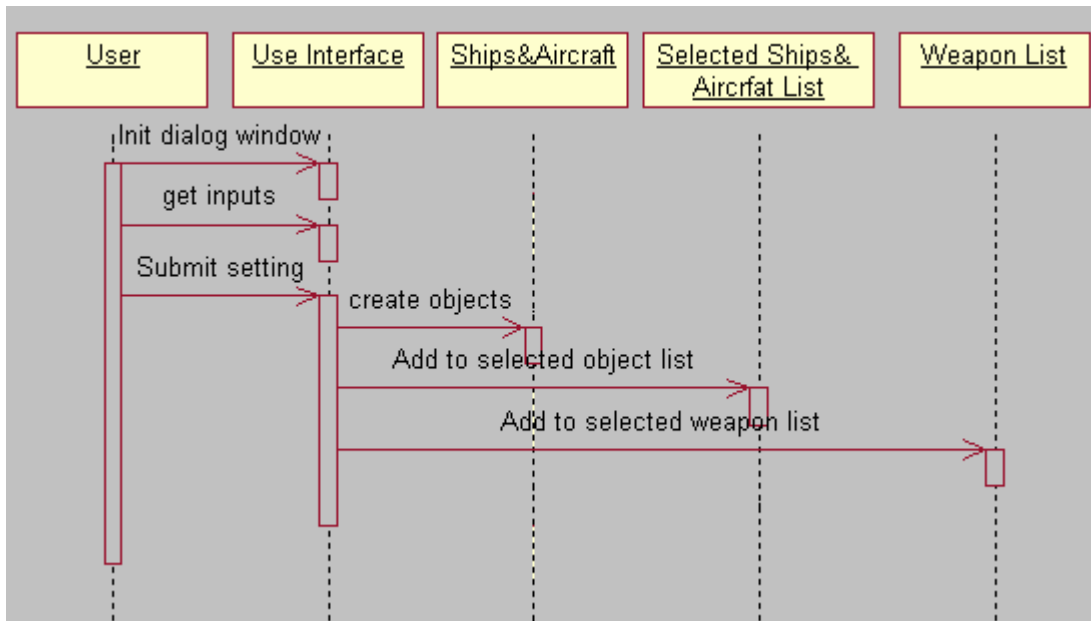 User
Use Interface
Ships&Aircraft
Selected Ships&
Aircrfat List
Weapon List
Init dialog window
get inputs
Submit setting
create objects
Add to selected object list
Add to selected weapon list